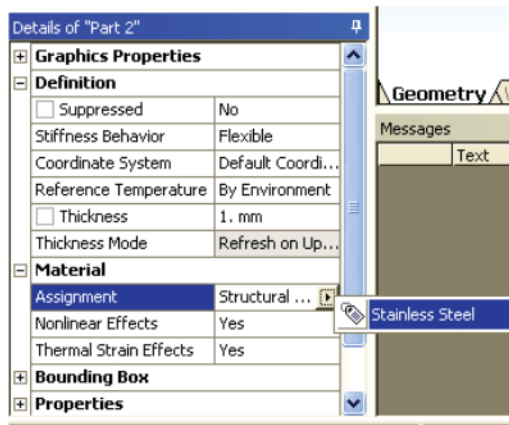 Details of "Part 2"
Graphics Properties
Definition
Suppressed No
Stiffness Behavior Flexible
Coordinate System Default Coordi...
Reference Temperature By Environment
Thickness 1. mm
Thickness Mode Refresh on Up...
Material
Assignment Structural ...
Nonlinear Effects Yes
Thermal Strain Effects Yes
Bounding Box
Properties
Geometry
Messages
Text
Stainless Steel